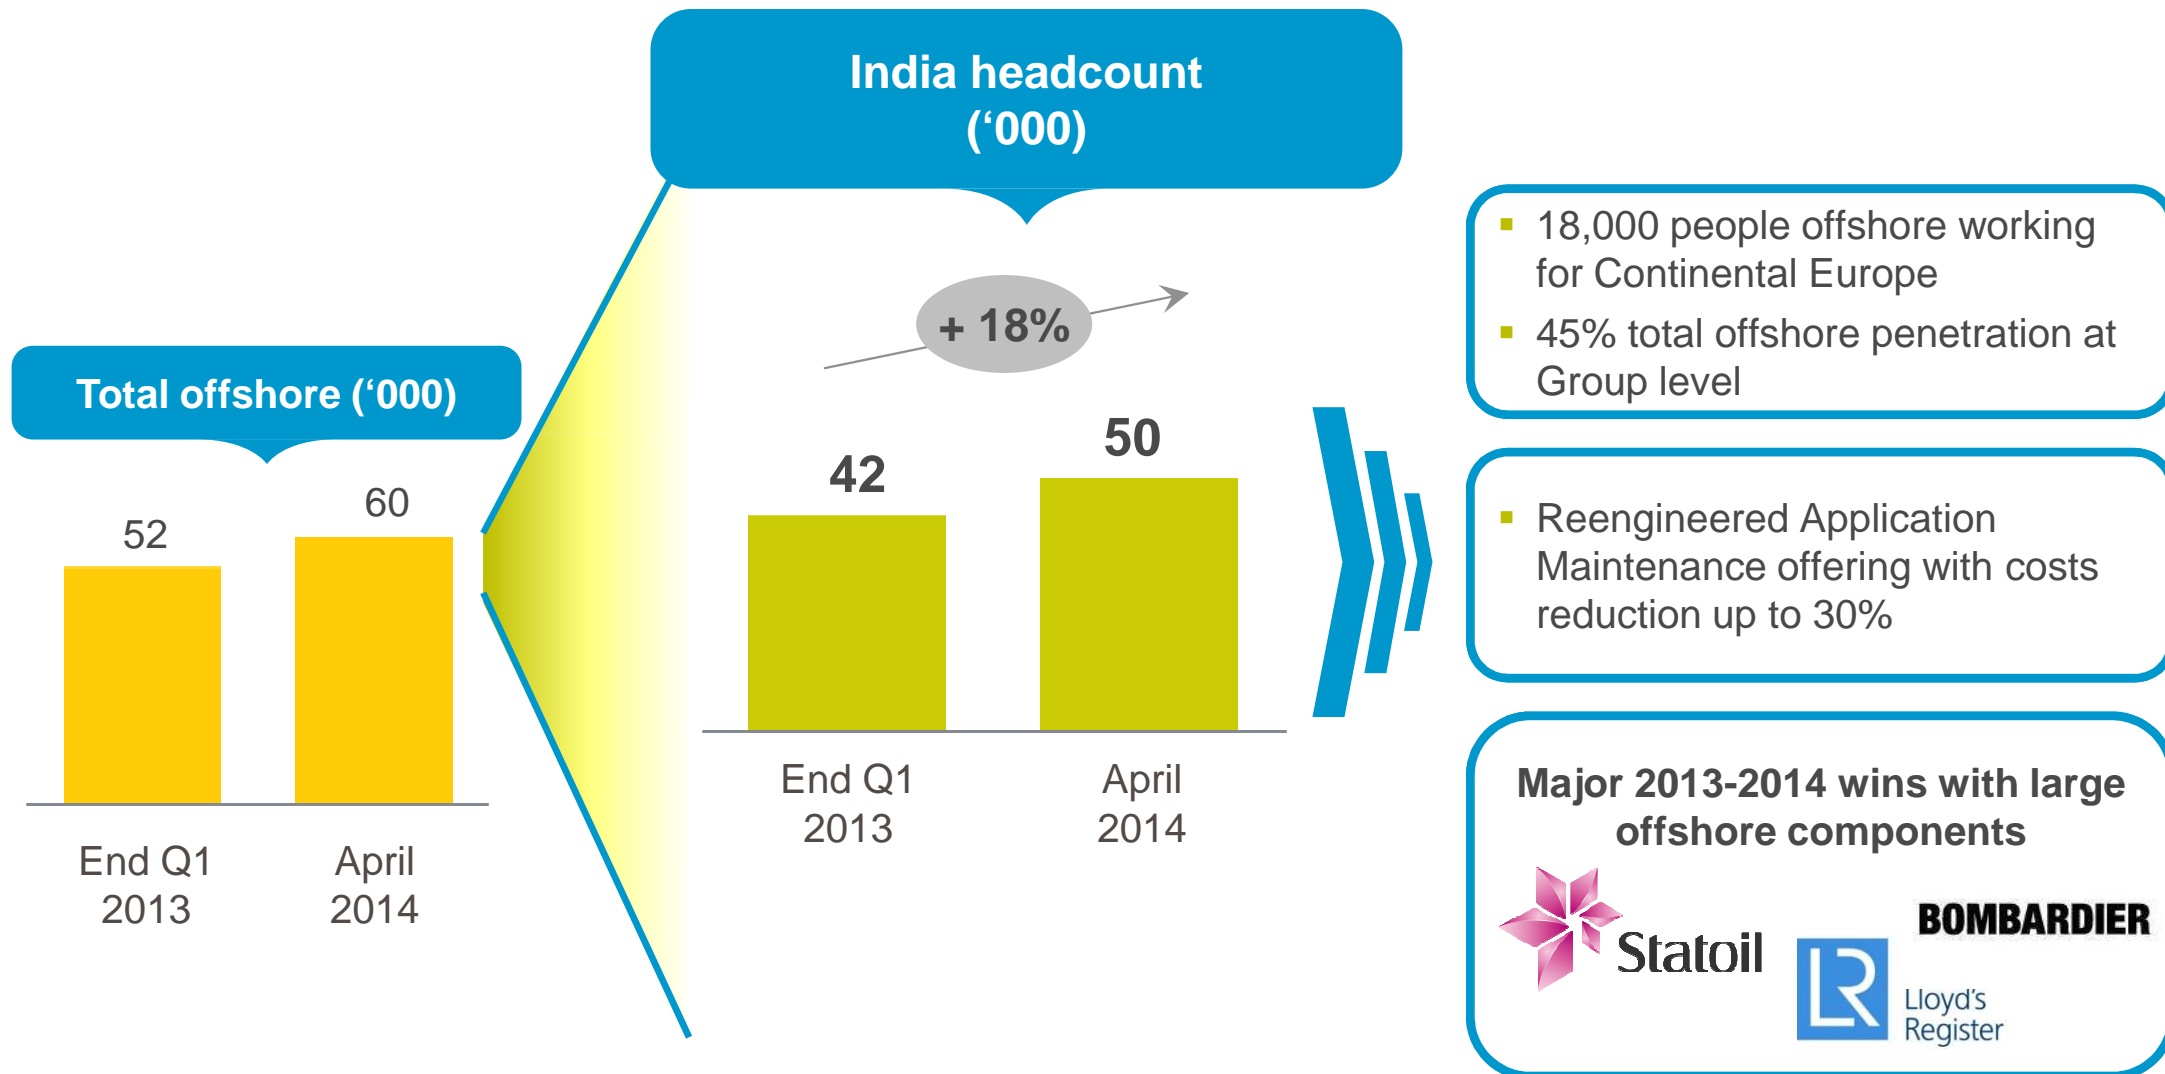 India headcount
(‘000)
Total offshore (‘000)
52
60
End Q1
2013
April
2014
+ 18%
42
50
End Q1
2013
April
2014
▪ 18,000 people offshore working
for Continental Europe
▪ 45% total offshore penetration at
Group level
▪ Reengineered Application
Maintenance offering with costs
reduction up to 30%
Major 2013-2014 wins with large
offshore components
Statoil
BOMBARDIER
LR
Lloyd's
Register